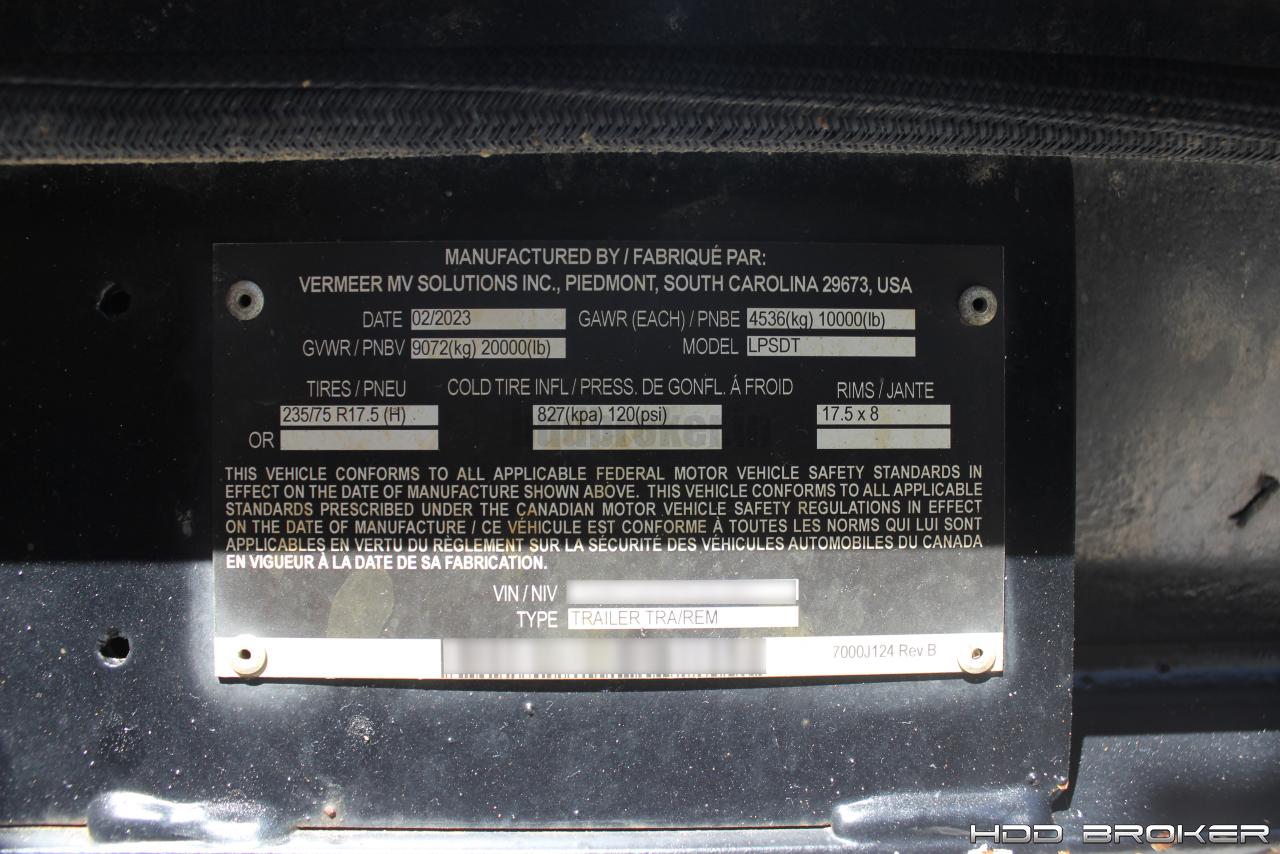 MANUFACTURED BY / FABRIQUÉ PAR:
VERMEER MV SOLUTIONS INC., PIEDMONT, SOUTH CAROLINA 29673, USA
DATE 02/2023 GAWR (EACH) / PNBE 4536(kg) 10000(lb)
GVWR / PNBV 9072(kg) 20000(lb) MODEL LPSDT
TIRES / PNEU COLD TIRE INFL / PRESS. DE GONFL. Á FROID RIMS / JANTE
235/75 R17.5 (H) 827(kpa) 120(psi) 17.5 x 8
OR
THIS VEHICLE CONFORMS TO ALL APPLICABLE FEDERAL MOTOR VEHICLE SAFETY STANDARDS IN
EFFECT ON THE DATE OF MANUFACTURE SHOWN ABOVE. THIS VEHICLE CONFORMS TO ALL APPLICABLE
STANDARDS PRESCRIBED UNDER THE CANADIAN MOTOR VEHICLE SAFETY REGULATIONS IN EFFECT
ON THE DATE OF MANUFACTURE / CE VÉHICULE EST CONFORME À TOUTES LES NORMS QUI LUI SONT
APPLICABLES EN VERTU DU RÈGLEMENT SUR LA SÉCURITÉ DES VÉHICULES AUTOMOBILES DU CANADA
EN VIGUEUR À LA DATE DE SA FABRICATION.
VIN / NIV
TYPE TRAILER TRA/REM
7000J124 Rev.B
HDD BROKER